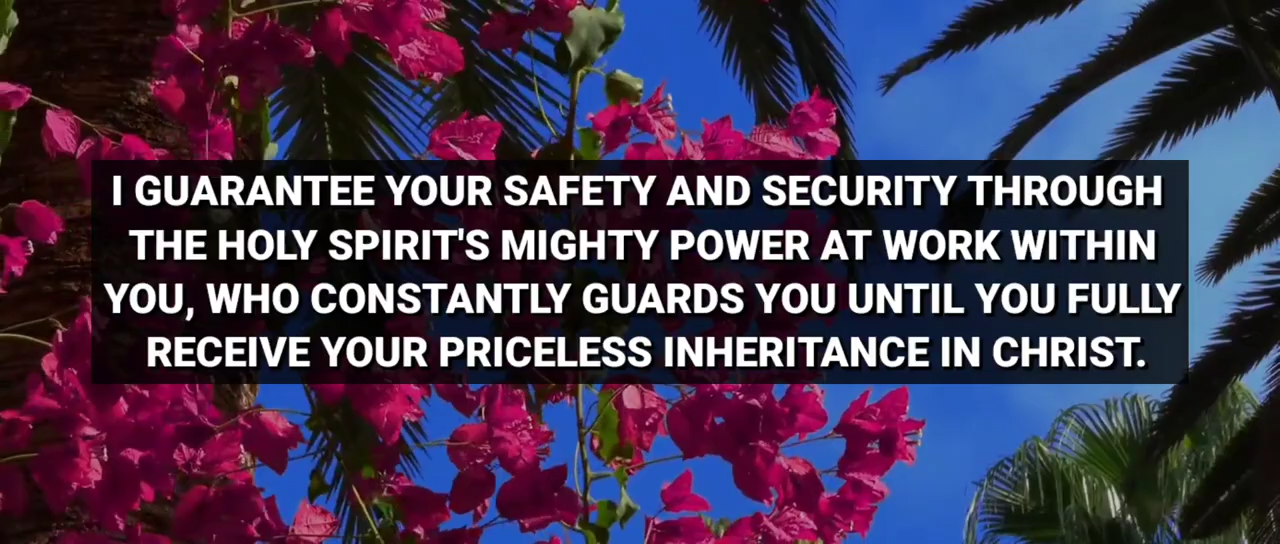 I GUARANTEE YOUR SAFETY AND SECURITY THROUGH
THE HOLY SPIRIT'S MIGHTY POWER AT WORK WITHIN
YOU, WHO CONSTANTLY GUARDS YOU UNTIL YOU FULLY
RECEIVE YOUR PRICELESS INHERITANCE IN CHRIST.